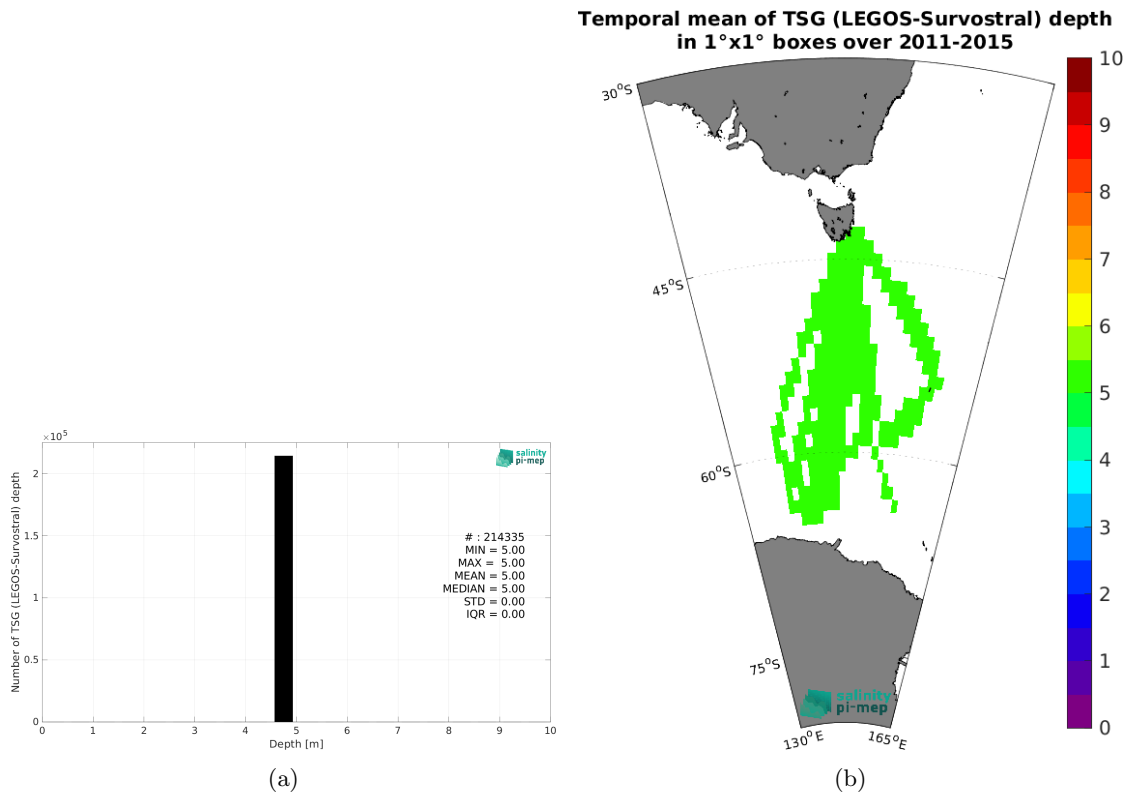 Temporal mean of TSG (LEGOS-Survostral) depth
in 1°x1° boxes over 2011-2015
×10⁵
2
1.5
1
0.5
0
Number of TSG (LEGOS-Survostral) depth
salinity
pi-mep
# : 214335
MIN = 5.00
MAX = 5.00
MEAN = 5.00
MEDIAN = 5.00
STD = 0.00
IQR = 0.00
0 1 2 3 4 5 6 7 8 9 10
Depth [m]
(a)
30°S
45°S
60°S
75°S
130°E
165°E
salinity
pi-mep
10
9
8
7
6
5
4
3
2
1
0
(b)